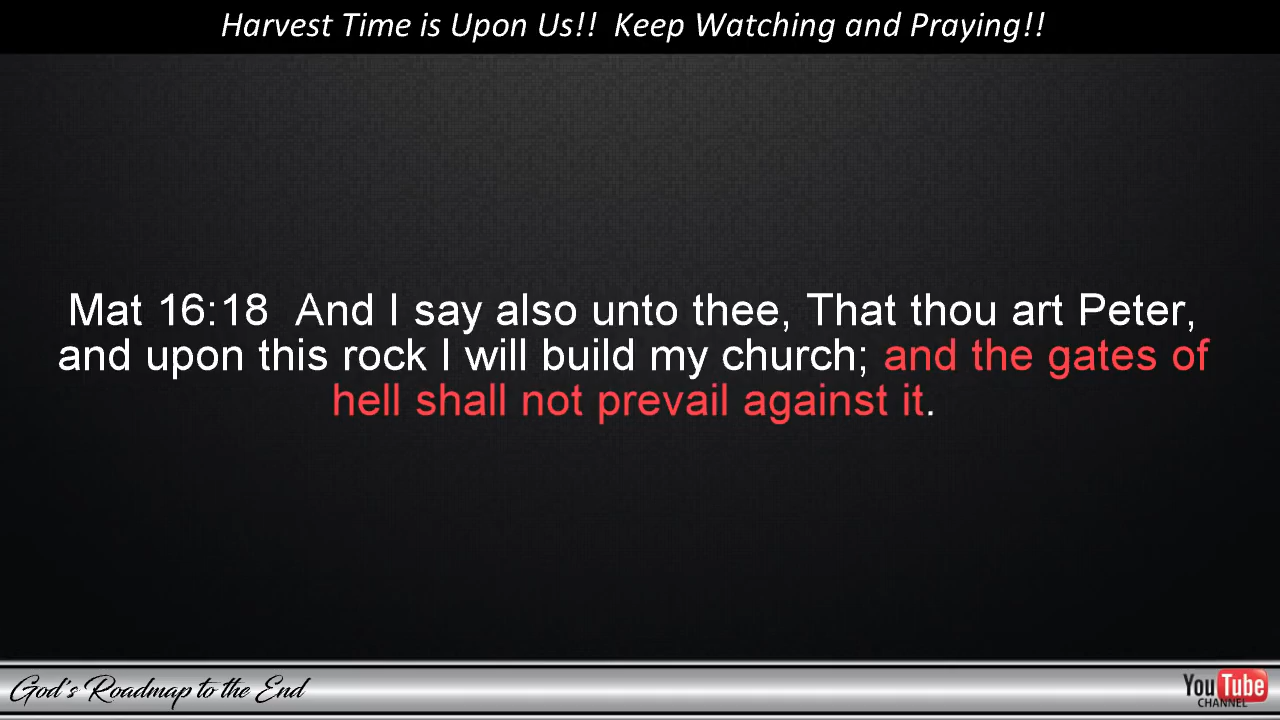 Harvest Time is Upon Us!!  Keep Watching and Praying!!
Mat 16:18  And I say also unto thee, That thou art Peter,
and upon this rock I will build my church; and the gates of
hell shall not prevail against it.
God's Roadmap to the End
YouTube
CHANNEL